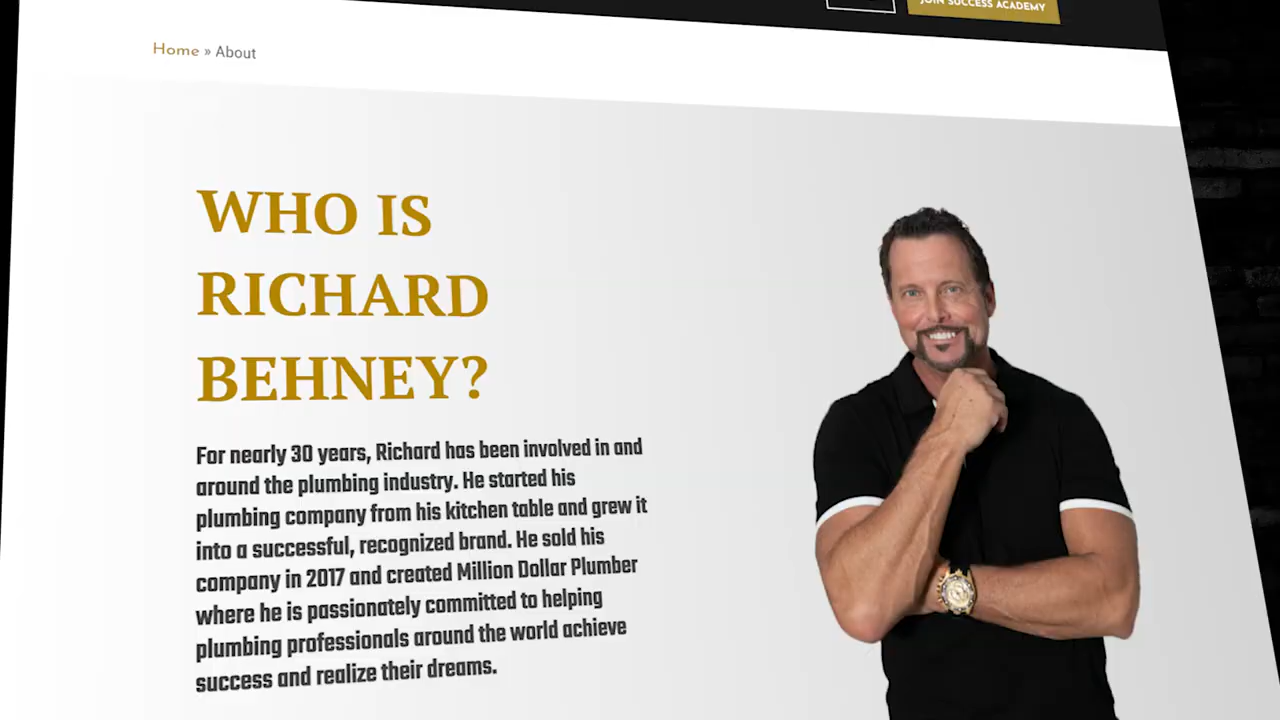 JOIN SUCCESS ACADEMY
Home » About
WHO IS
RICHARD
BEHNEY?
For nearly 30 years, Richard has been involved in and
around the plumbing industry. He started his
plumbing company from his kitchen table and grew it
into a successful, recognized brand. He sold his
company in 2017 and created Million Dollar Plumber
where he is passionately committed to helping
plumbing professionals around the world achieve
success and realize their dreams.